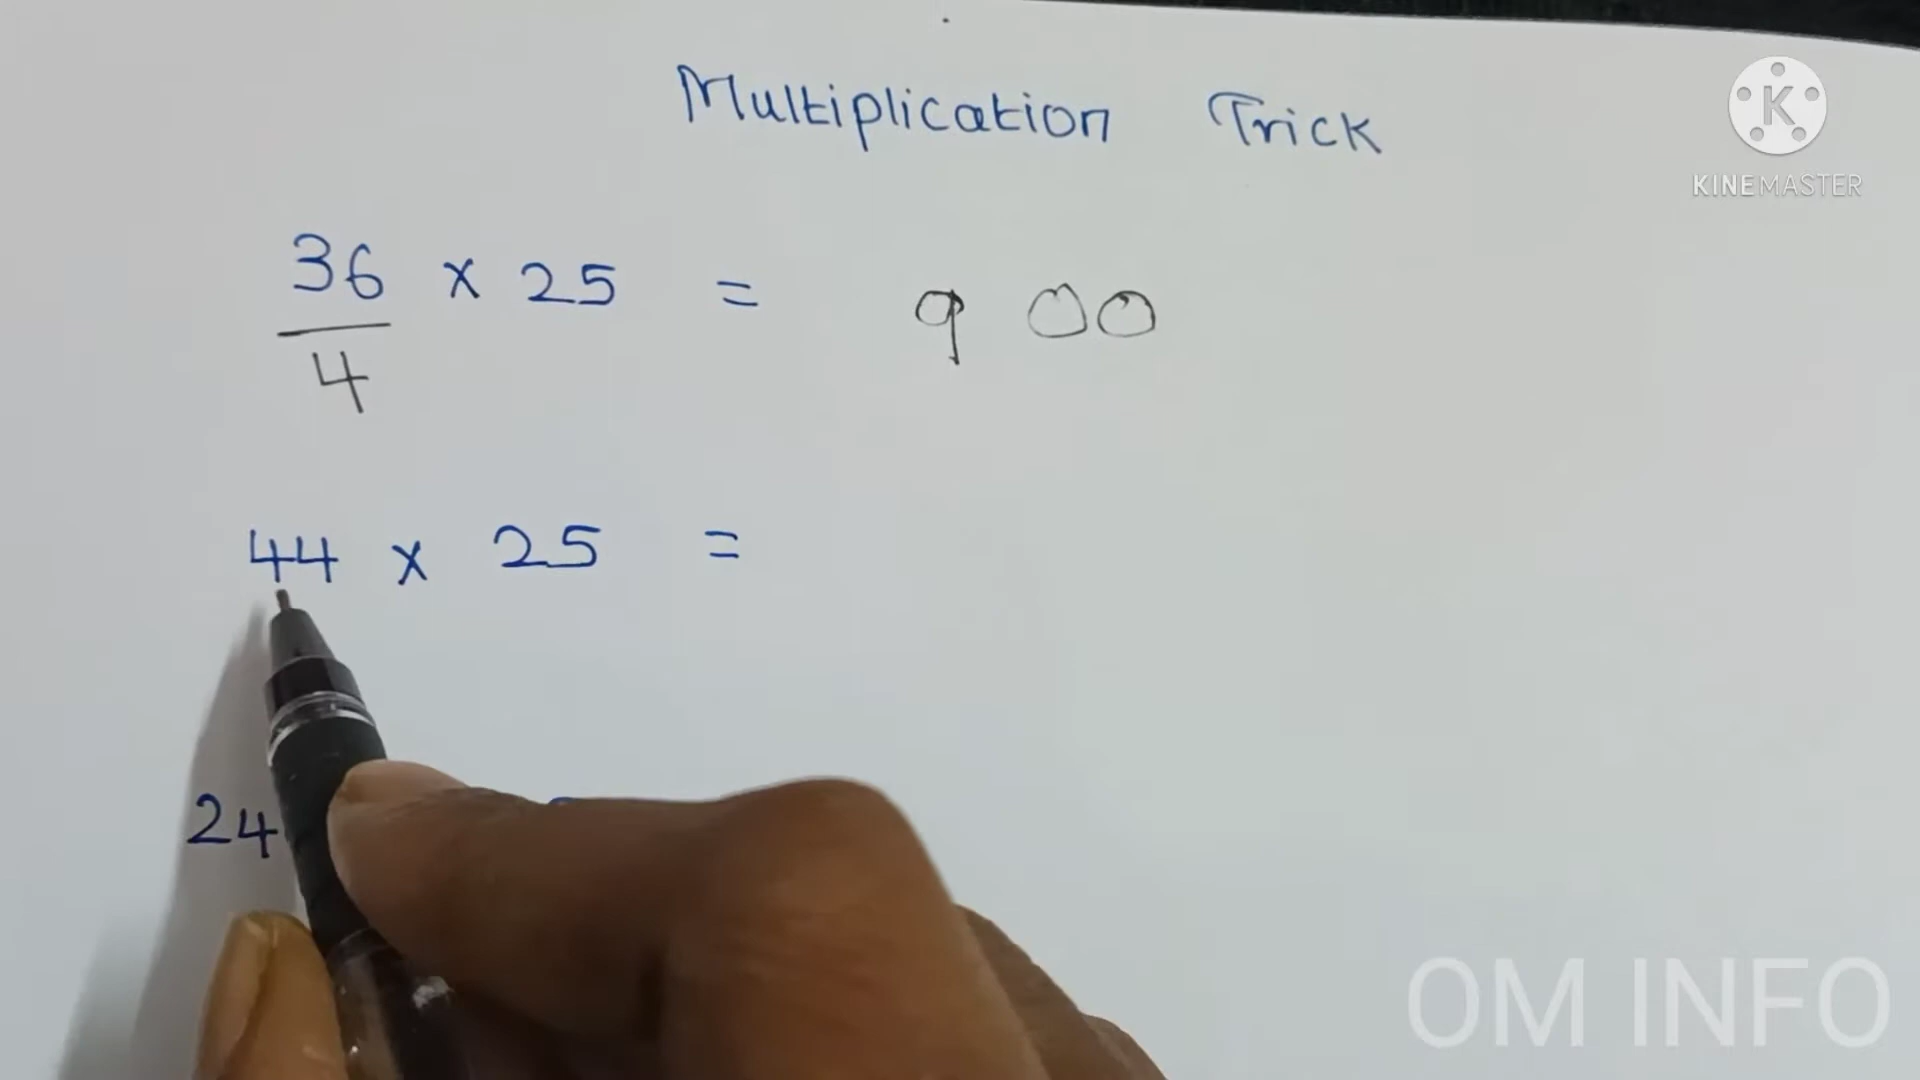 Multiplication Trick
KINEMASTER
36 x 25 = 900
4
44 x 25 =
24
OM INFO